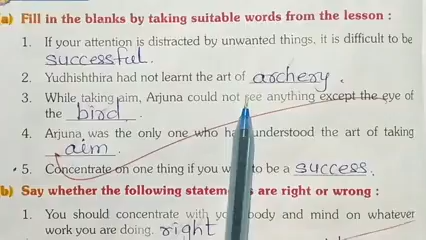 (a) Fill in the blanks by taking suitable words from the lesson :
1. If your attention is distracted by unwanted things, it is difficult to be
successful.
2. Yudhishthira had not learnt the art of archery.
3. While taking aim, Arjuna could not see anything except the eye of
the bird.
4. Arjuna was the only one who understood the art of taking
aim.
5. Concentrate on one thing if you to be a success.
(b) Say whether the following statements are right or wrong :
1. You should concentrate with body and mind on whatever
work you are doing. right